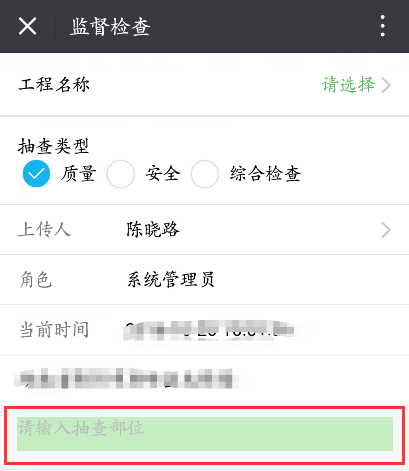 监督检查
工程名称 请选择
抽查类型
质量 安全 综合检查
上传人 陈晓路
角色 系统管理员
当前时间
请输入抽查部位